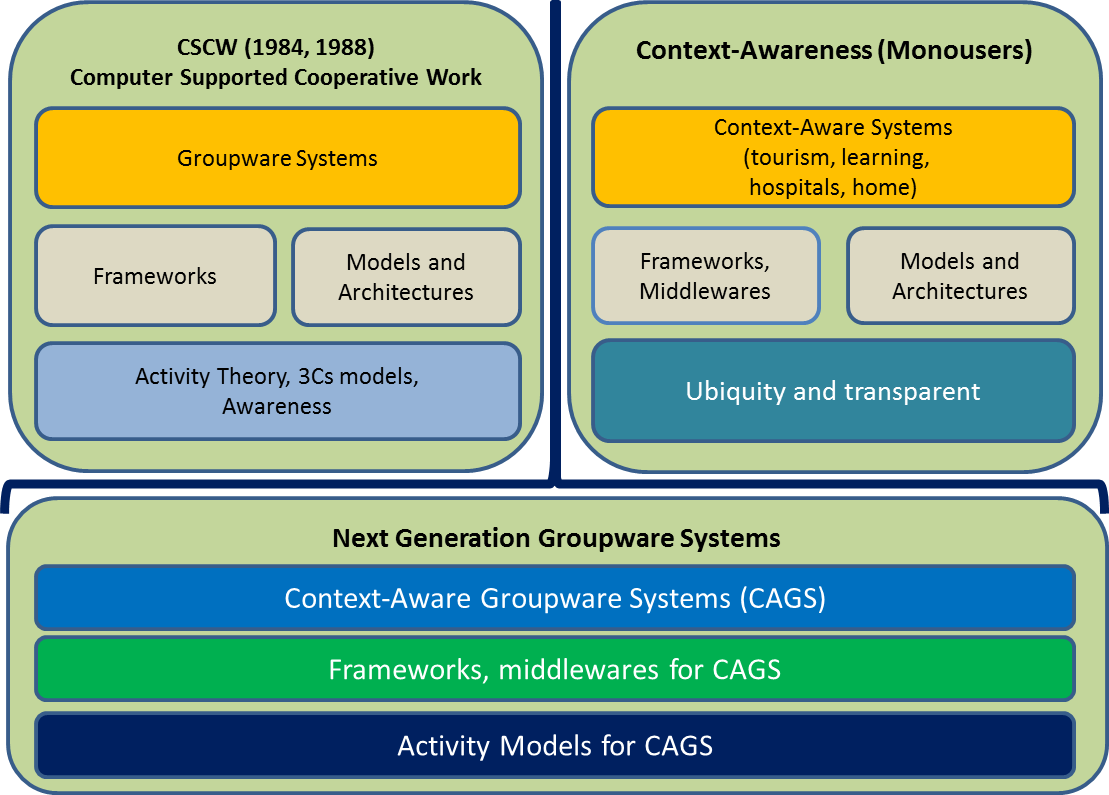 CSCW (1984, 1988)
Computer Supported Cooperative Work
Groupware Systems
Frameworks
Models and
Architectures
Activity Theory, 3Cs models,
Awareness
Context-Awareness (Monousers)
Context-Aware Systems
(tourism, learning,
hospitals, home)
Frameworks,
Middlewares
Models and
Architectures
Ubiquity and transparent
Next Generation Groupware Systems
Context-Aware Groupware Systems (CAGS)
Frameworks, middlewares for CAGS
Activity Models for CAGS